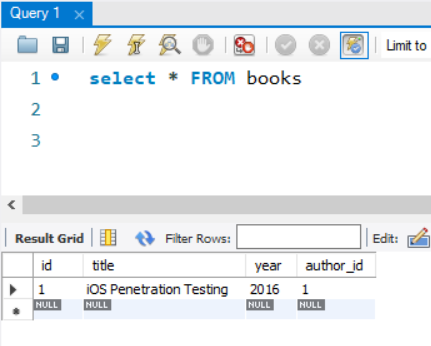 Query 1
Limit to
1 select * FROM books
2
3
Result Grid Filter Rows: Edit:
id title year author_id
1 iOS Penetration Testing 2016 1
NULL NULL NULL NULL